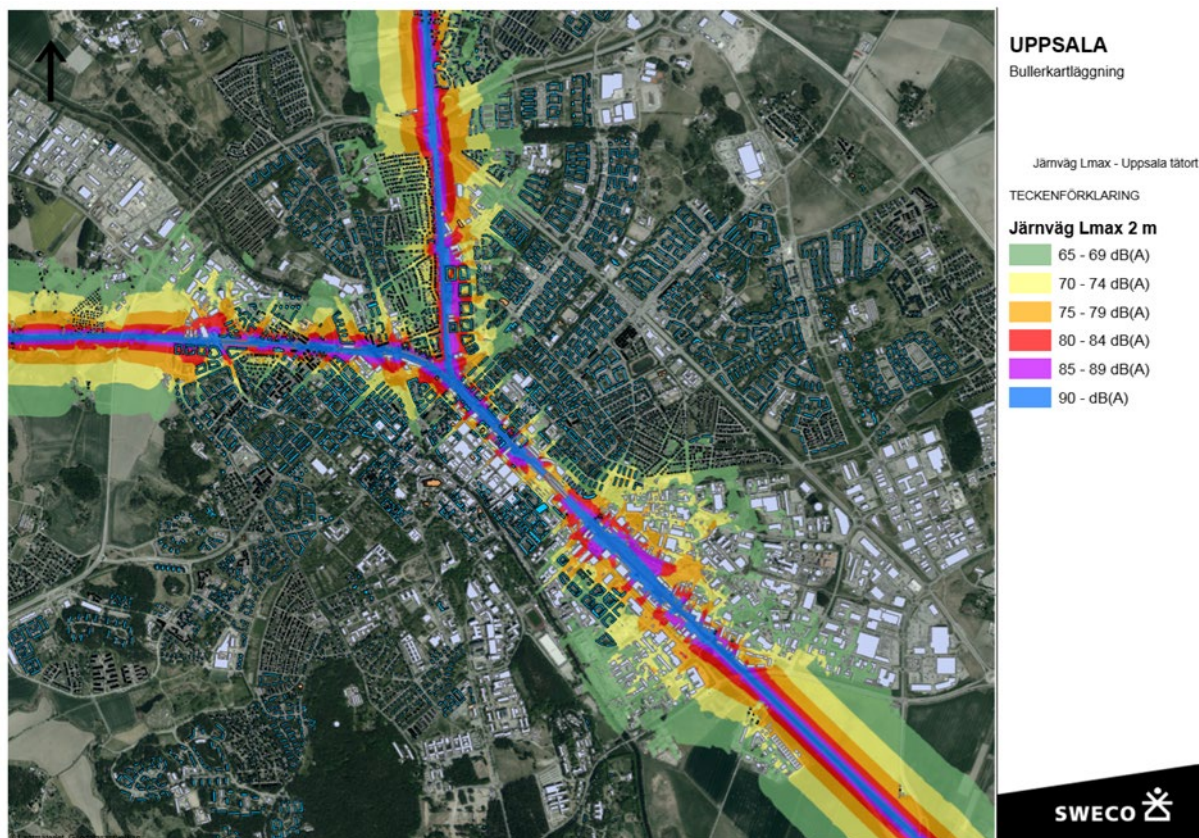 UPPSALA
Bullerkartläggning
Järnväg Lmax - Uppsala tätort
TECKENFÖRKLARING
Järnväg Lmax 2 m
65 - 69 dB(A)
70 - 74 dB(A)
75 - 79 dB(A)
80 - 84 dB(A)
85 - 89 dB(A)
90 - dB(A)
SWECO